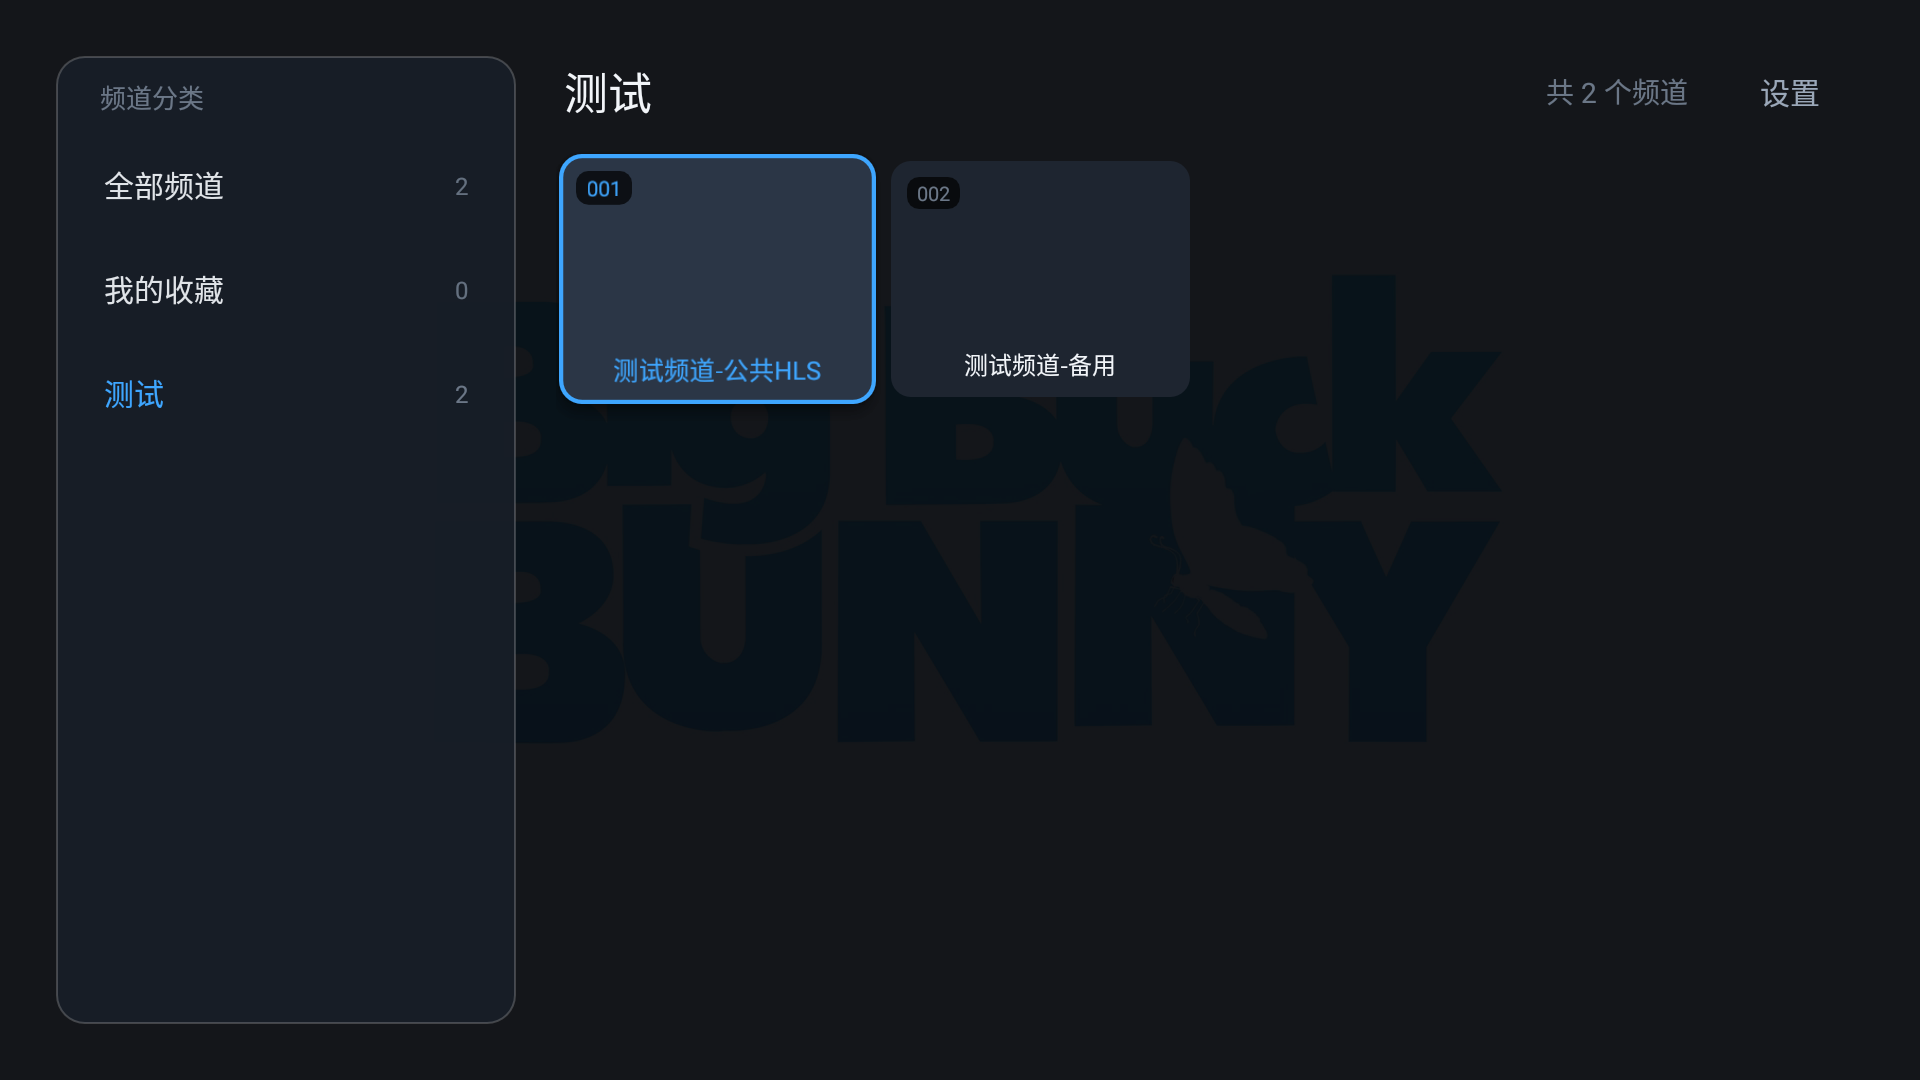 频道分类
全部频道 2
我的收藏 0
测试 2
测试
共 2 个频道 设置
001
测试频道-公共HLS
002
测试频道-备用
Big Buck
BUNNY